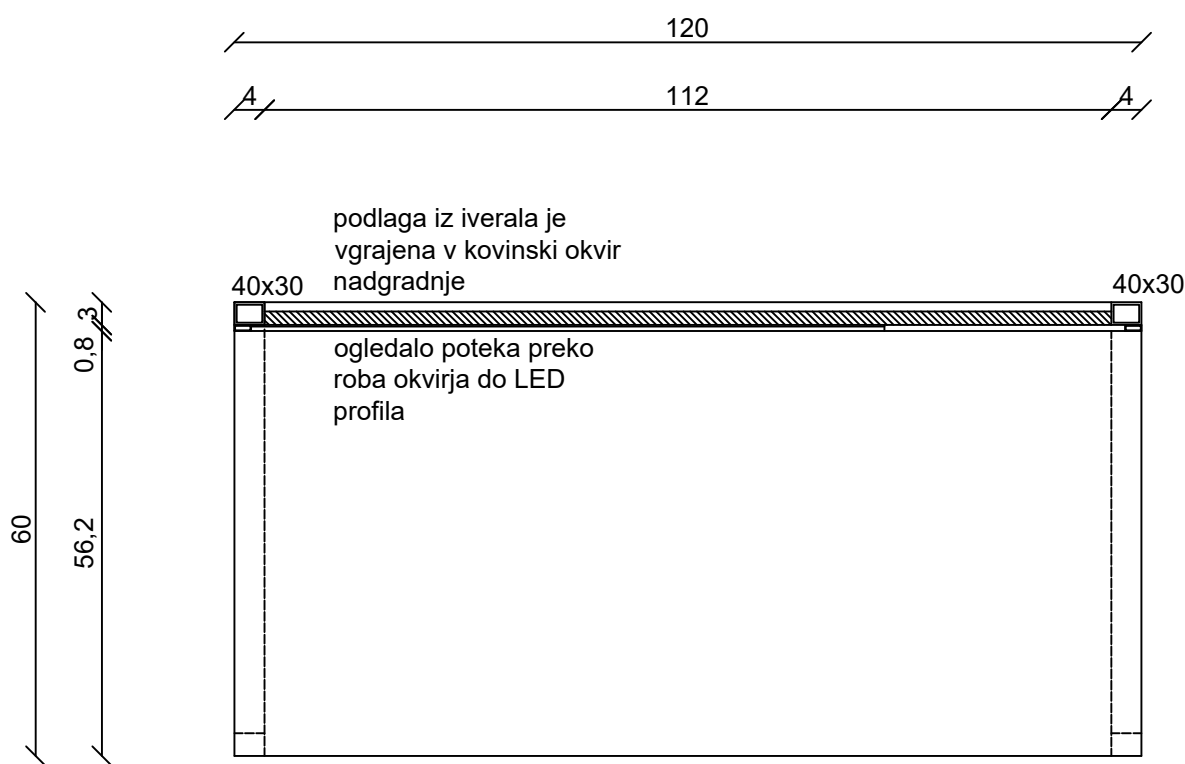 120
4
112
4
podlaga iz iverala je
vgrajena v kovinski okvir
nadgradnje
40x30
40x30
3
0,8
ogledalo poteka preko
roba okvirja do LED
profila
60
56,2